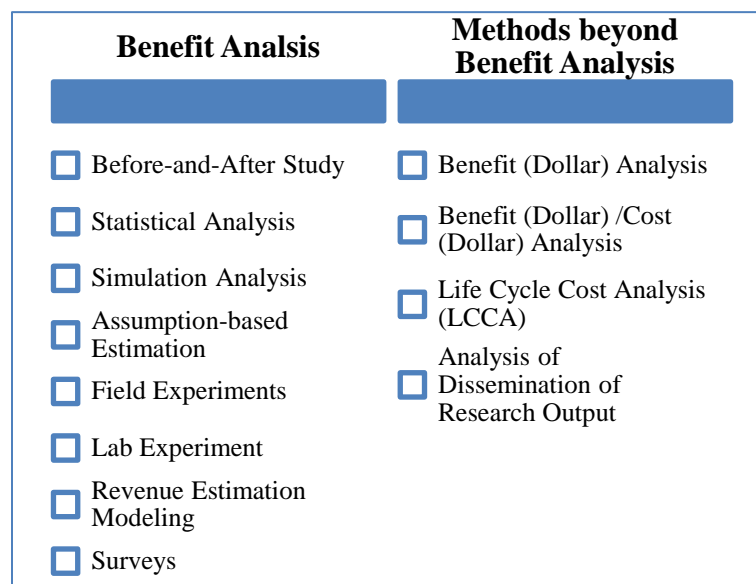 Benefit Analsis
Before-and-After Study
Statistical Analysis
Simulation Analysis
Assumption-based
Estimation
Field Experiments
Lab Experiment
Revenue Estimation
Modeling
Surveys
Methods beyond
Benefit Analysis
Benefit (Dollar) Analysis
Benefit (Dollar) /Cost
(Dollar) Analysis
Life Cycle Cost Analysis
(LCCA)
Analysis of
Dissemination of
Research Output